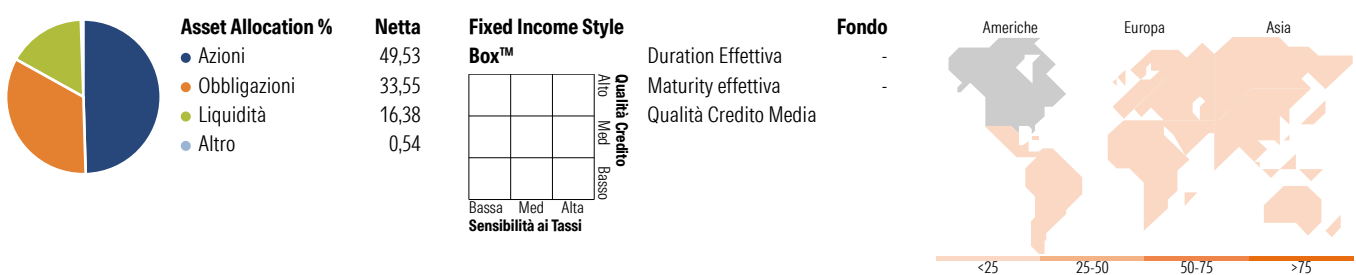 Asset Allocation % Netta
Azioni 49,53
Obbligazioni 33,55
Liquidità 16,38
Altro 0,54
Fixed Income Style
Box™
Alto Med Basso
Qualità Credito
Bassa Med Alta
Sensibilità ai Tassi
Fondo
Duration Effettiva -
Maturity effettiva -
Qualità Credito Media
Americhe Europa Asia
<25 25-50 50-75 >75